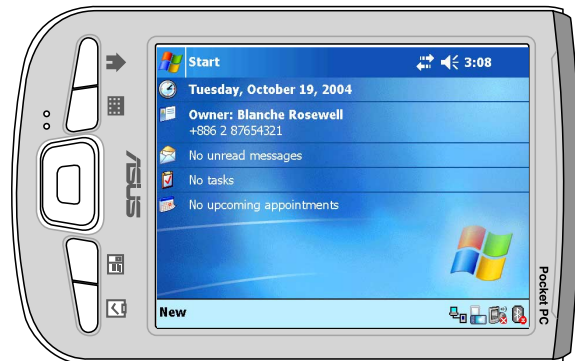 Start 3:08
Tuesday, October 19, 2004
Owner: Blanche Rosewell
+886 2 87654321
No unread messages
No tasks
No upcoming appointments
New
ASUS
Pocket PC